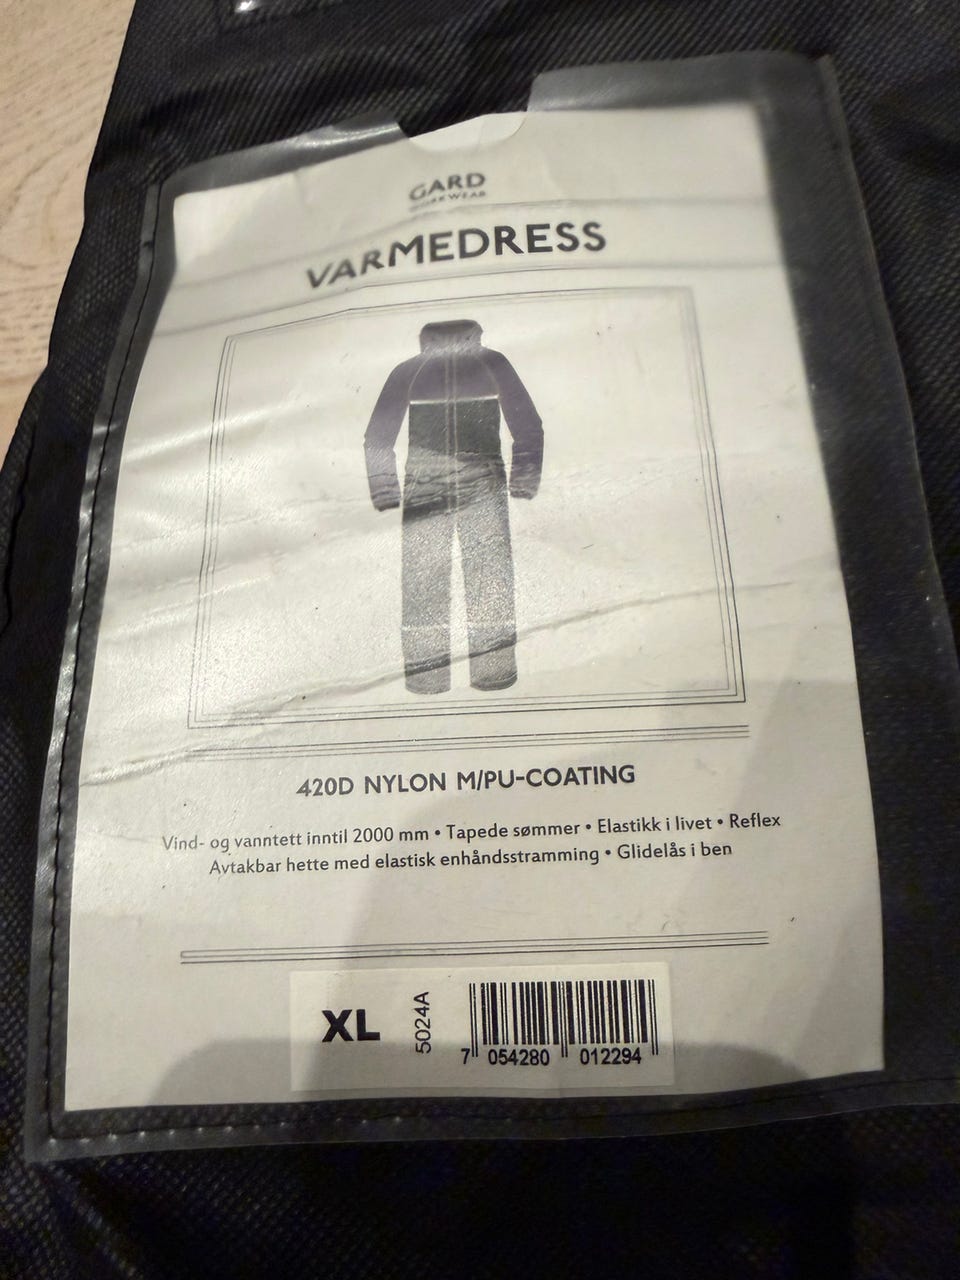 GARD
WORKWEAR
VARMEDRESS
420D NYLON M/PU-COATING
Vind- og vanntett inntil 2000 mm • Tapede sømmer • Elastikk i livet • Reflex
Avtakbar hette med elastisk enhåndsstramming • Glidelås i ben
XL
5024A
7 054280 012294